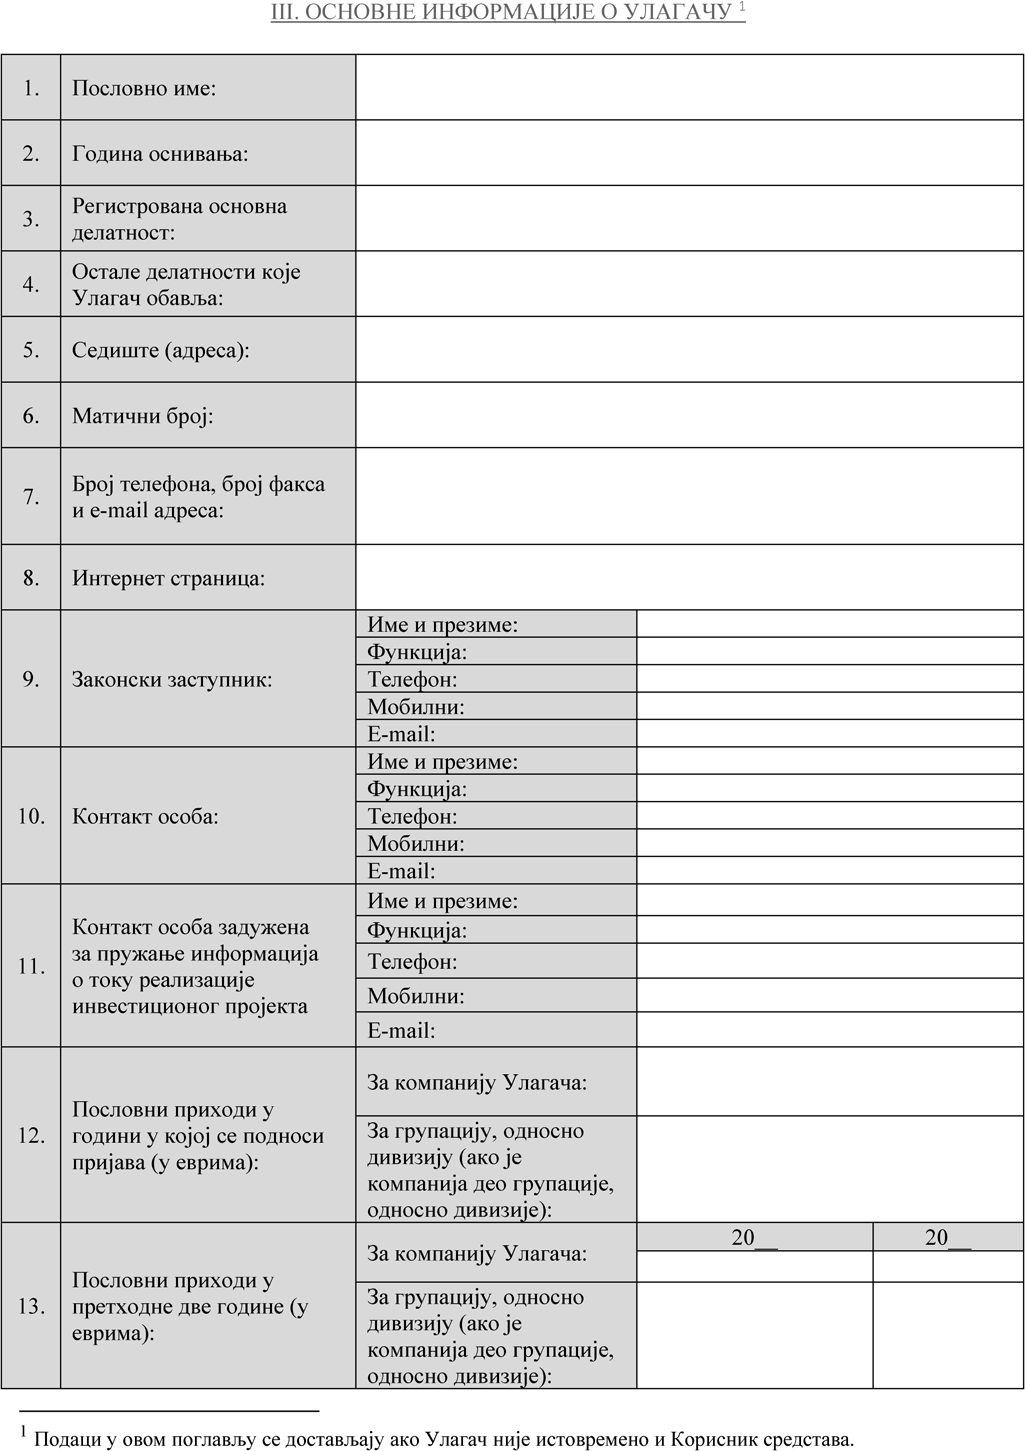 III. ОСНОВНЕ ИНФОРМАЦИЈЕ О УЛАГАЧУ 1
1. Пословно име:
2. Година оснивања:
3. Регистрована основна
делатност:
4. Остале делатности које
Улагач обавља:
5. Седиште (адреса):
6. Матични број:
7. Број телефона, број факса
и e-mail адреса:
8. Интернет страница:
9. Законски заступник:
Име и презиме:
Функција:
Телефон:
Мобилни:
E-mail:
10. Контакт особа:
Име и презиме:
Функција:
Телефон:
Мобилни:
E-mail:
11. Контакт особа задужена
за пружање информација
о току реализације
инвестиционог пројекта
Име и презиме:
Функција:
Телефон:
Мобилни:
E-mail:
12. Пословни приходи у
години у којој се подноси
пријава (у еврима):
За компанију Улагача:
За групацију, односно
дивизију (ако је
компанија део групације,
односно дивизије):
13. Пословни приходи у
претходне две године (у
еврима):
За компанију Улагача:
20__ 20__
За групацију, односно
дивизију (ако је
компанија део групације,
односно дивизије):
1 Подаци у овом поглављу се достављају ако Улагач није истовремено и Корисник средстава.